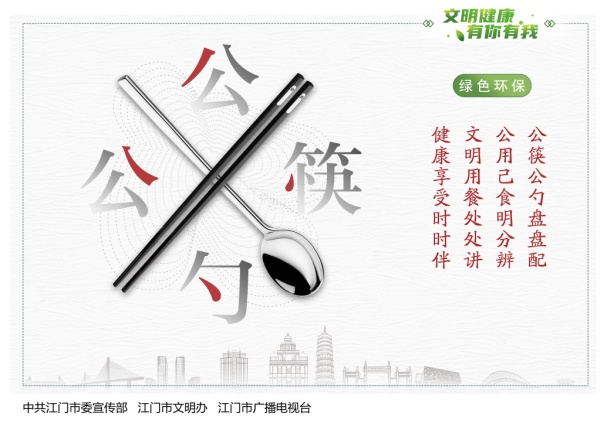 文明健康
有你有我
绿色环保
公筷
公勺
公筷公勺盘盘配
公用己食明分辨
文明用餐处处讲
健康享受时时伴
中共江门市委宣传部 江门市文明办 江门市广播电视台